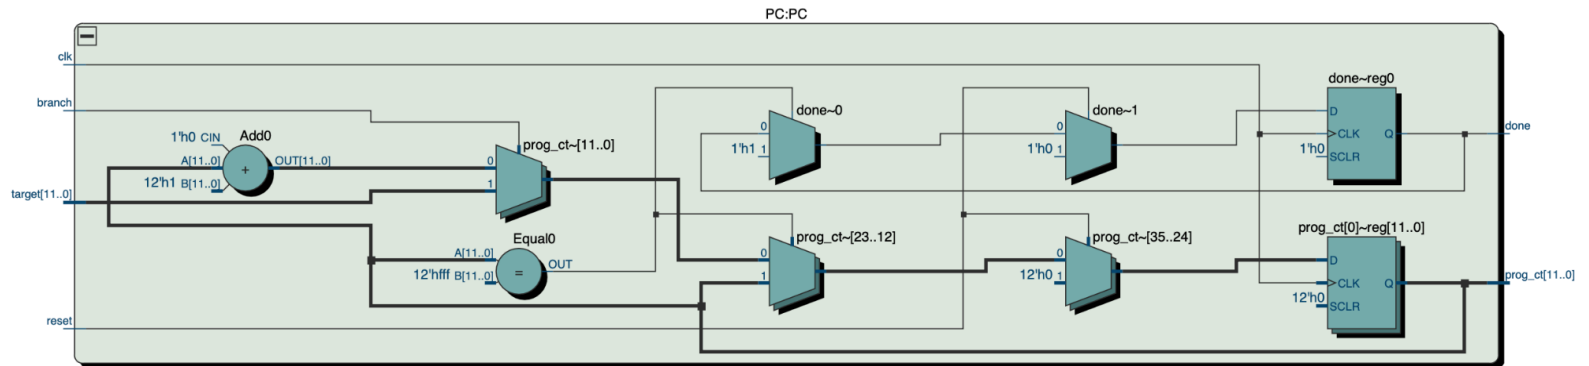 PC:PC
clk
branch
target[11..0]
reset
1'h0 CIN
Add0
A[11..0]
OUT[11..0]
+
12'h1 B[11..0]
prog_ct~[11..0]
0
1
Equal0
A[11..0]
OUT
=
12'hfff B[11..0]
done~0
0
1'h1 1
prog_ct~[23..12]
0
1
done~1
0
1'h0 1
prog_ct~[35..24]
0
12'h0 1
done~reg0
D
>CLK Q
1'h0 SCLR
prog_ct[0]~reg[11..0]
D
>CLK Q
12'h0 SCLR
done
prog_ct[11..0]